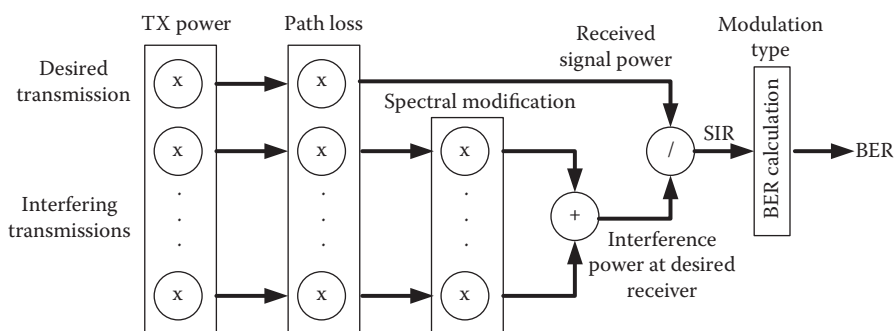 TX power
Path loss
Received
signal power
Modulation
type
Desired
transmission
x
x
Spectral modification
x
x
x
/
SIR
BER calculation
BER
Interfering
transmissions
.
.
.
.
.
.
.
.
.
+
Interference
power at desired
receiver
x
x
x